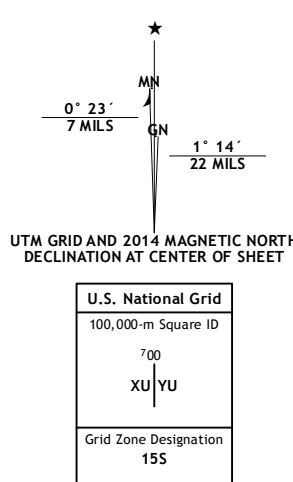 ★
MN
0° 23´
7 MILS
GN
1° 14´
22 MILS
UTM GRID AND 2014 MAGNETIC NORTH
DECLINATION AT CENTER OF SHEET
U.S. National Grid
100,000-m Square ID
⁷00
XU YU
Grid Zone Designation
15S